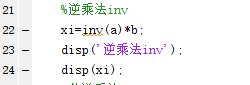 21 %逆乘法inv
22 – xi=inv(a)*b;
23 – disp('逆乘法inv');
24 – disp(xi);